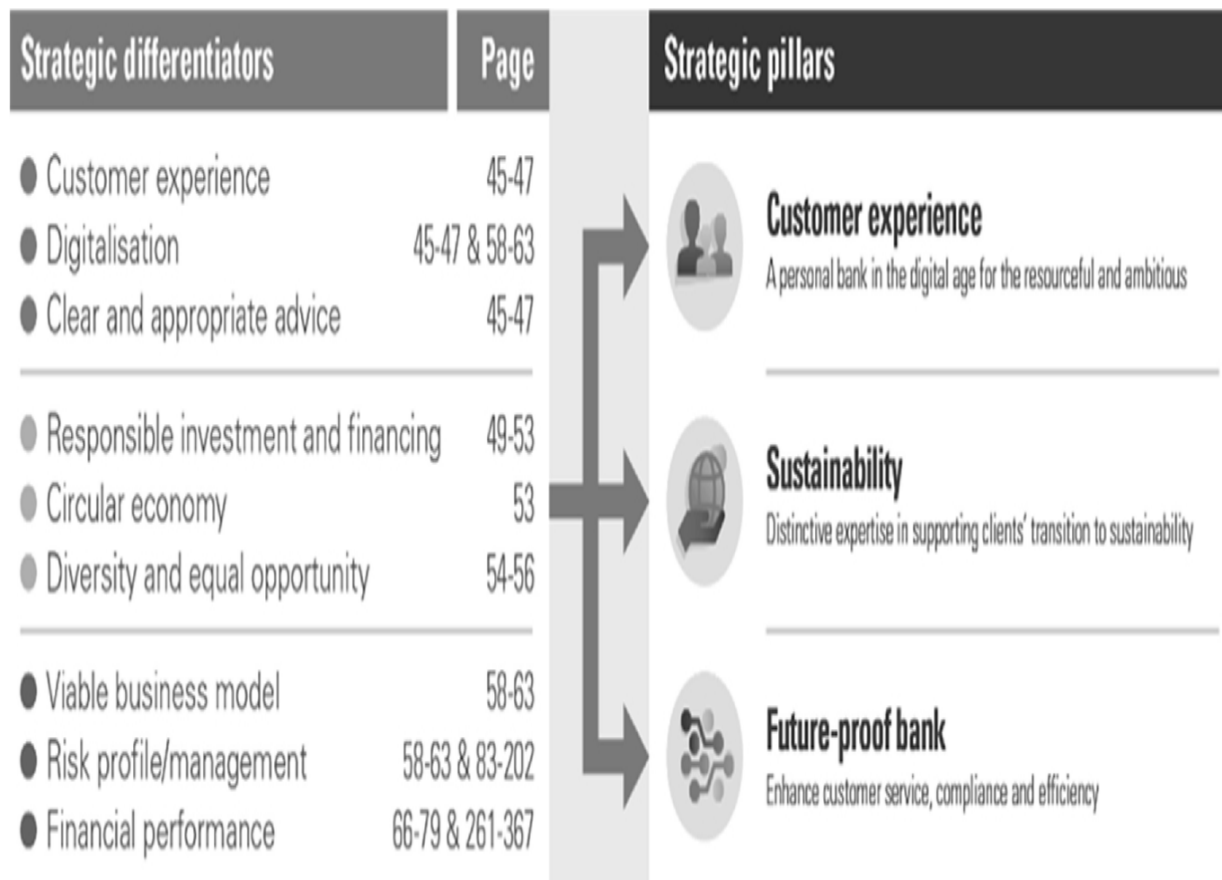 Strategic differentiators Page
Customer experience 45-47
Digitalisation 45-47 & 58-63
Clear and appropriate advice 45-47
Responsible investment and financing 49-53
Circular economy 53
Diversity and equal opportunity 54-56
Viable business model 58-63
Risk profile/management 58-63 & 83-202
Financial performance 66-79 & 261-367
Strategic pillars
Customer experience
A personal bank in the digital age for the resourceful and ambitious
Sustainability
Distinctive expertise in supporting clients' transition to sustainability
Future-proof bank
Enhance customer service, compliance and efficiency